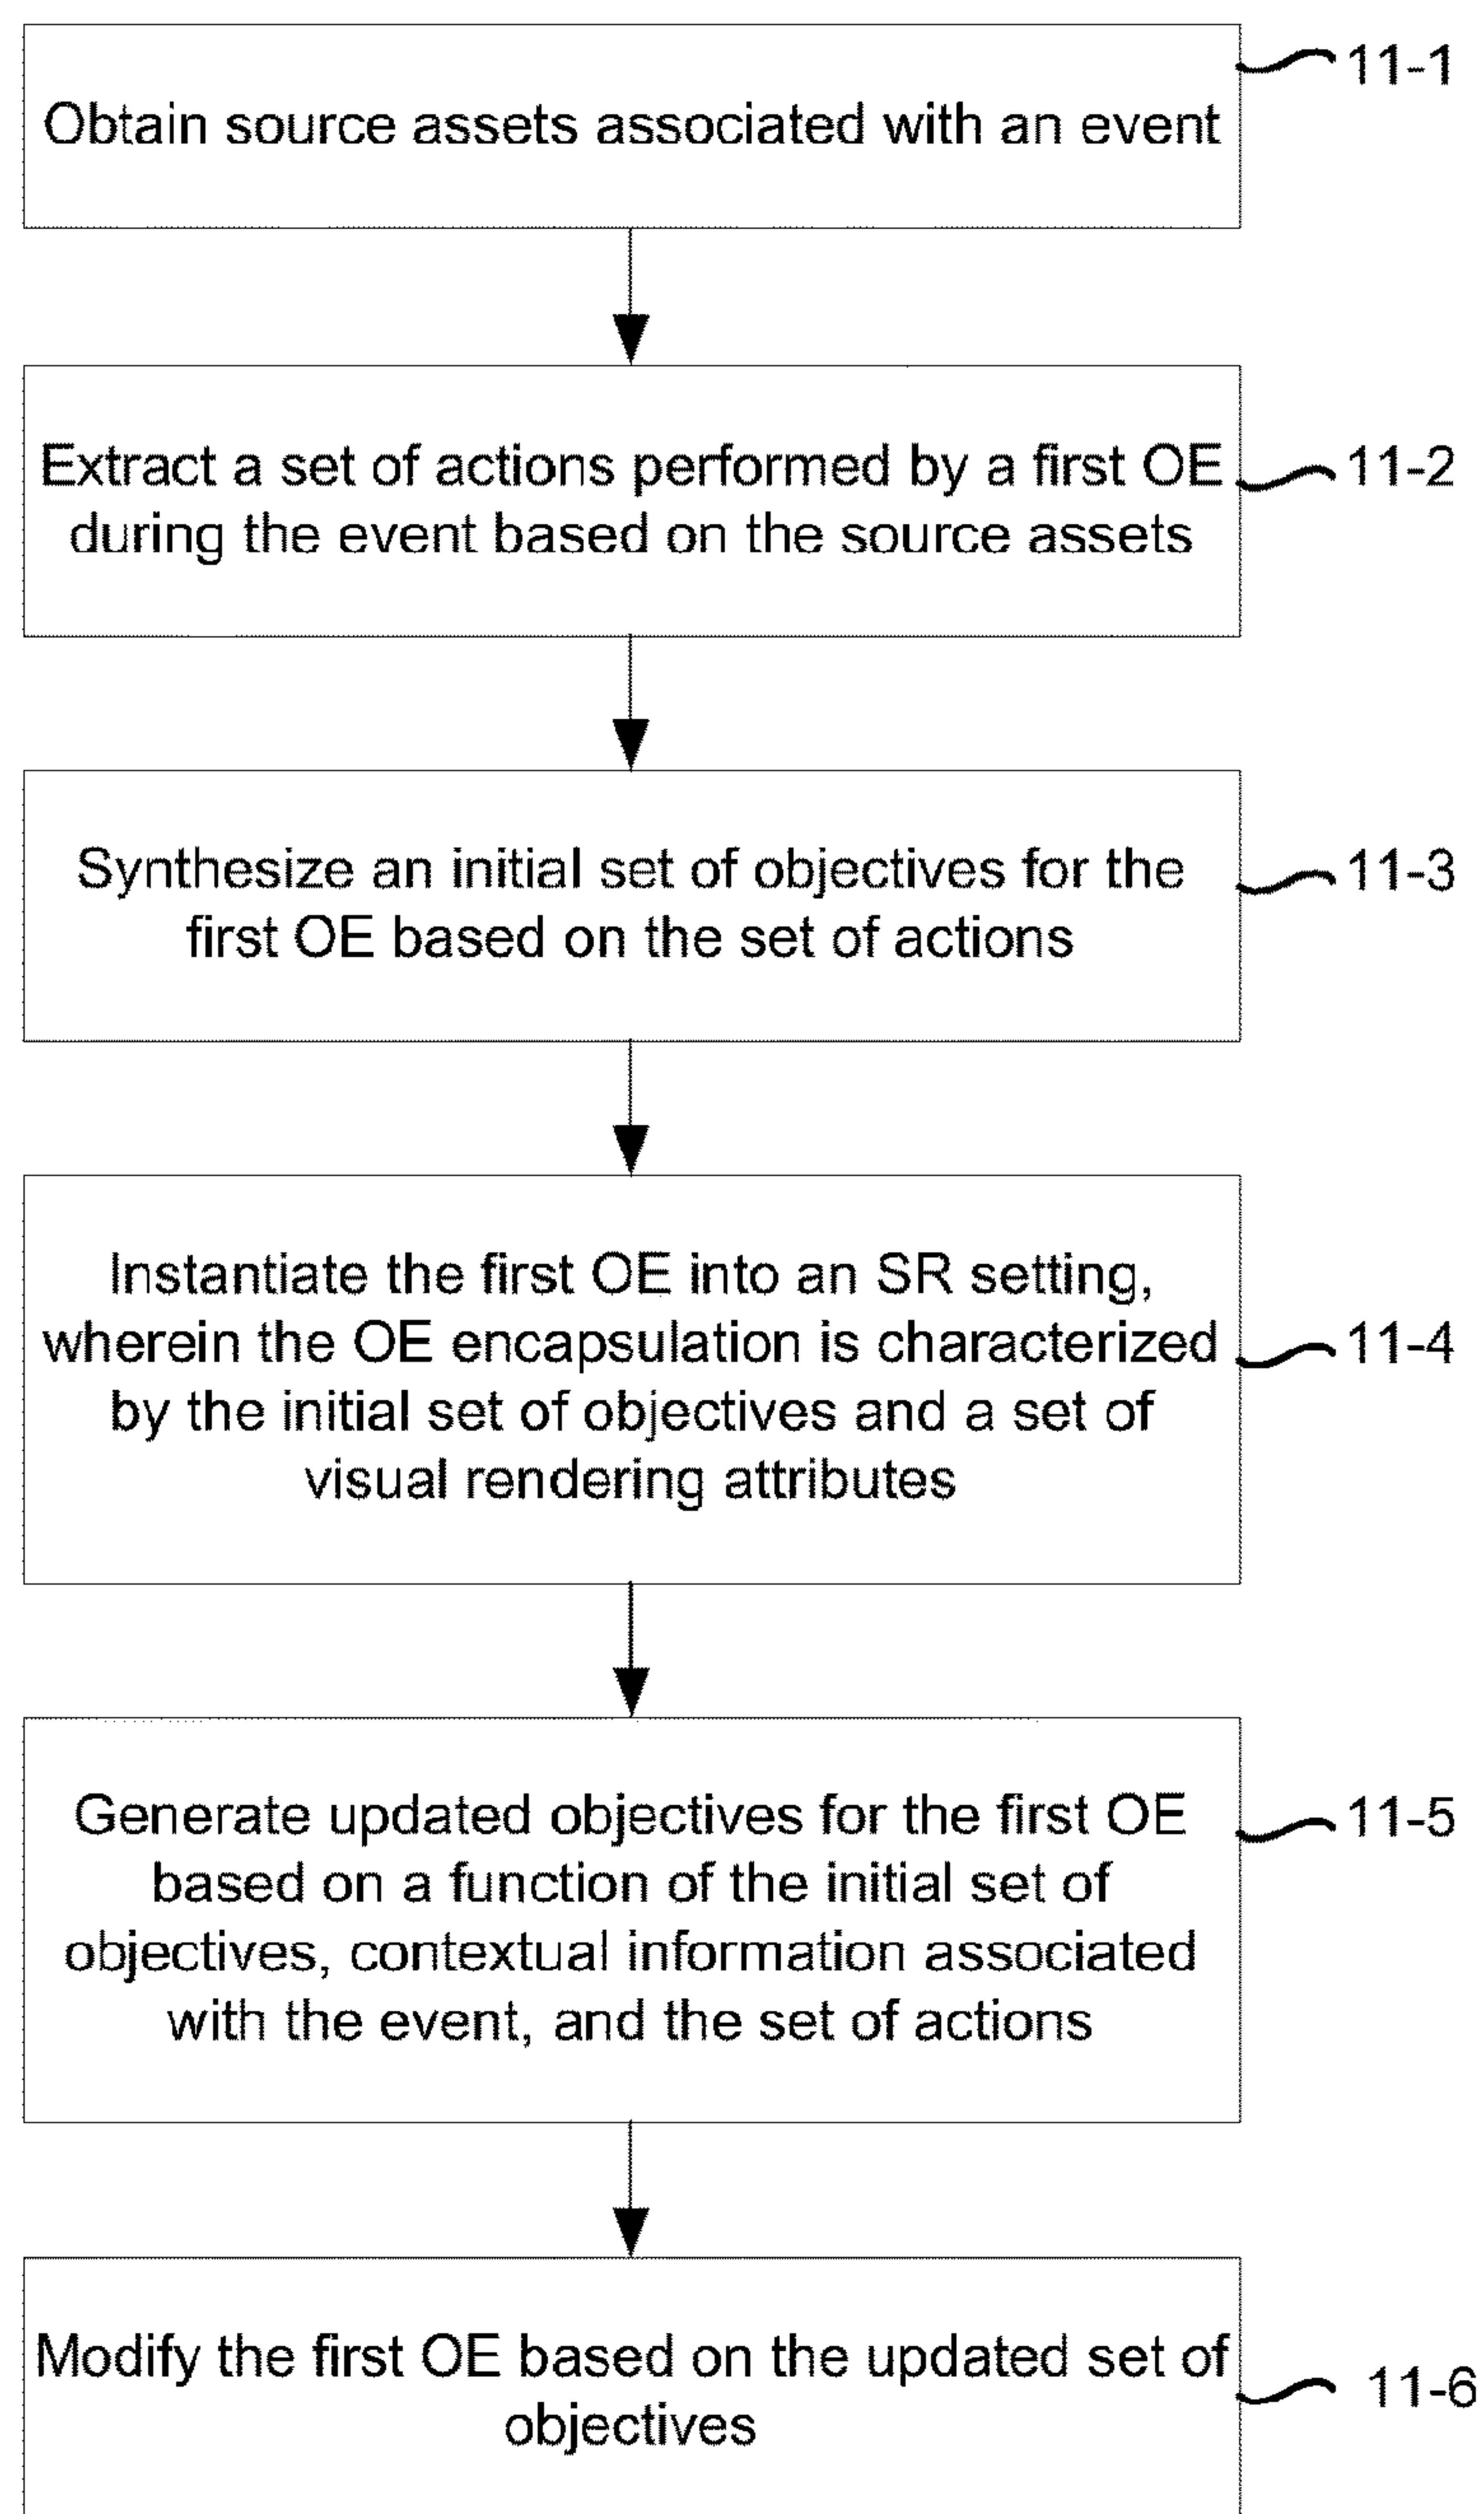 Obtain source assets associated with an event
11-1
Extract a set of actions performed by a first OE
during the event based on the source assets
11-2
Synthesize an initial set of objectives for the
first OE based on the set of actions
11-3
Instantiate the first OE into an SR setting,
wherein the OE encapsulation is characterized
by the initial set of objectives and a set of
visual rendering attributes
11-4
Generate updated objectives for the first OE
based on a function of the initial set of
objectives, contextual information associated
with the event, and the set of actions
11-5
Modify the first OE based on the updated set of
objectives
11-6